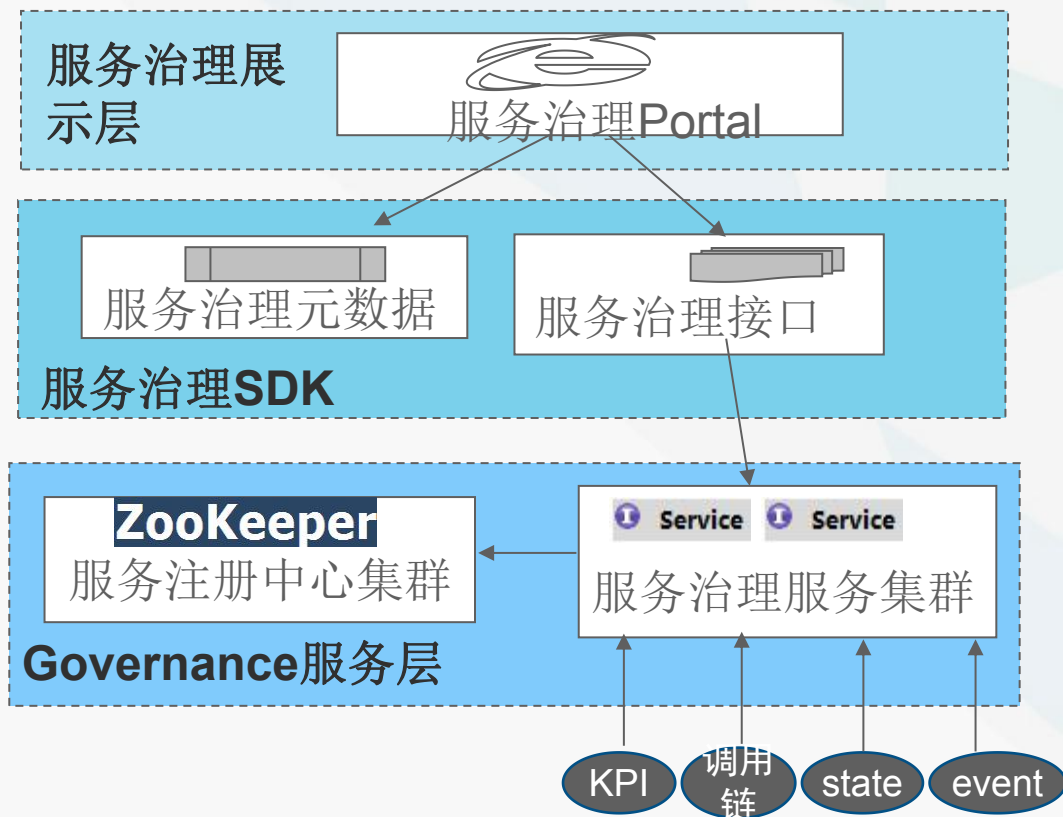 服务治理展
示层
服务治理Portal
服务治理元数据
服务治理接口
服务治理SDK
ZooKeeper
服务注册中心集群
I Service I Service
服务治理服务集群
Governance服务层
KPI
调用
链
state
event